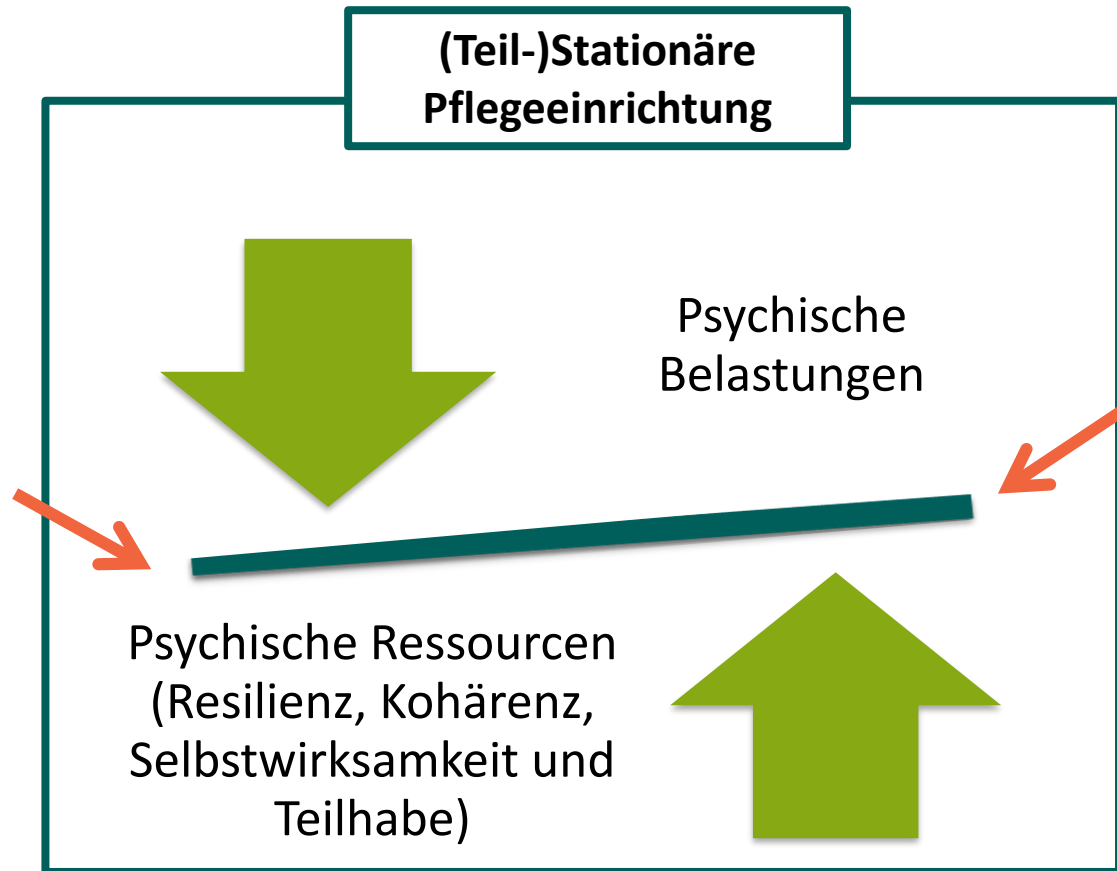 (Teil-)Stationäre
Pflegeeinrichtung
Psychische
Belastungen
Psychische Ressourcen
(Resilienz, Kohärenz,
Selbstwirksamkeit und
Teilhabe)